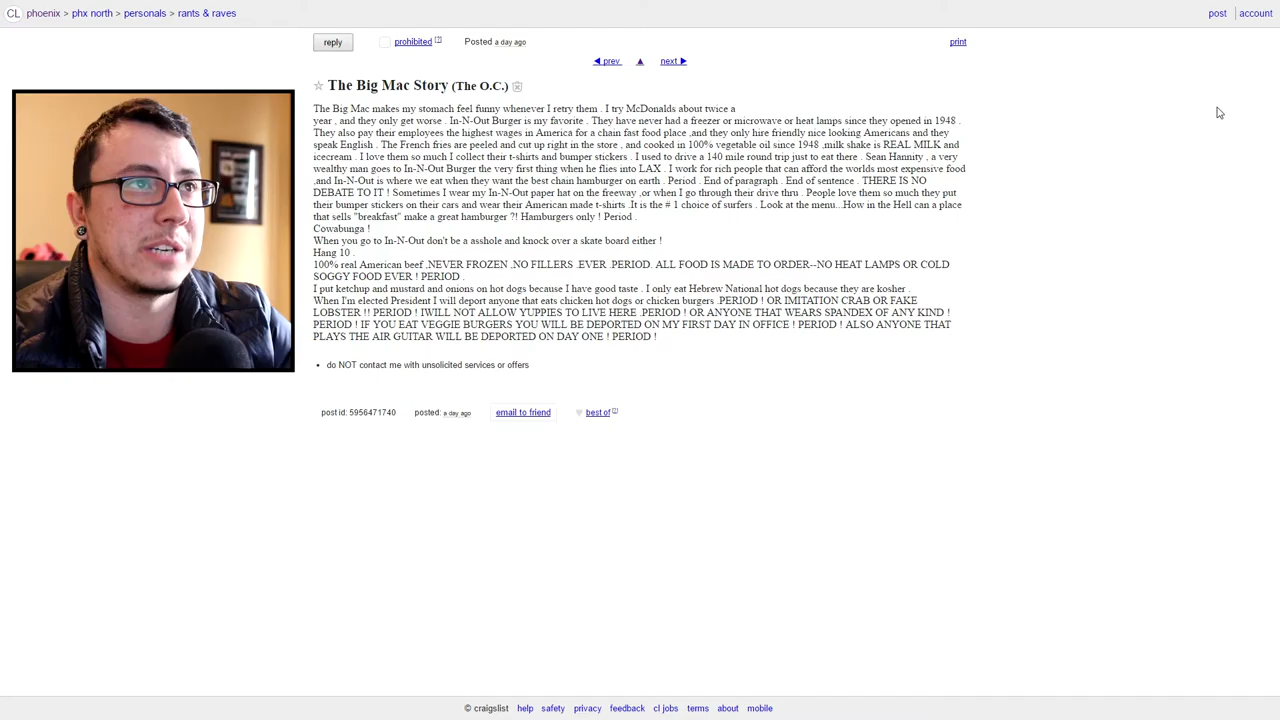 CL phoenix > phx north > personals > rants & raves post account
reply prohibited [?] Posted a day ago print
◀ prev ▲ next ▶
☆ The Big Mac Story (The O.C.)
The Big Mac makes my stomach feel funny whenever I retry them . I try McDonalds about twice a
year , and they only get worse . In-N-Out Burger is my favorite . They have never had a freezer or microwave or heat lamps since they opened in 1948 .
They also pay their employees the highest wages in America for a chain fast food place ,and they only hire friendly nice looking Americans and they
speak English . The French fries are peeled and cut up right in the store , and cooked in 100% vegetable oil since 1948 ,milk shake is REAL MILK and
icecream . I love them so much I collect their t-shirts and bumper stickers . I used to drive a 140 mile round trip just to eat there . Sean Hannity , a very
wealthy man goes to In-N-Out Burger the very first thing when he flies into LAX . I work for rich people that can afford the worlds most expensive food
,and In-N-Out is where we eat when they want the best chain hamburger on earth . Period . End of paragraph . End of sentence . THERE IS NO
DEBATE TO IT ! Sometimes I wear my In-N-Out paper hat on the freeway ,or when I go through their drive thru . People love them so much they put
their bumper stickers on their cars and wear their American made t-shirts .It is the # 1 choice of surfers . Look at the menu...How in the Hell can a place
that sells "breakfast" make a great hamburger ?! Hamburgers only ! Period .
Cowabunga !
When you go to In-N-Out don't be a asshole and knock over a skate board either !
Hang 10 .
100% real American beef ,NEVER FROZEN .NO FILLERS .EVER .PERIOD. ALL FOOD IS MADE TO ORDER--NO HEAT LAMPS OR COLD
SOGGY FOOD EVER ! PERIOD .
I put ketchup and mustard and onions on hot dogs because I have good taste . I only eat Hebrew National hot dogs because they are kosher .
When I'm elected President I will deport anyone that eats chicken hot dogs or chicken burgers .PERIOD ! OR IMITATION CRAB OR FAKE
LOBSTER !! PERIOD ! IWILL NOT ALLOW YUPPIES TO LIVE HERE .PERIOD ! OR ANYONE THAT WEARS SPANDEX OF ANY KIND !
PERIOD ! IF YOU EAT VEGGIE BURGERS YOU WILL BE DEPORTED ON MY FIRST DAY IN OFFICE ! PERIOD ! ALSO ANYONE THAT
PLAYS THE AIR GUITAR WILL BE DEPORTED ON DAY ONE ! PERIOD !
• do NOT contact me with unsolicited services or offers
post id: 5956471740 posted: a day ago email to friend ♥ best of [?]
© craigslist help safety privacy feedback cl jobs terms about mobile